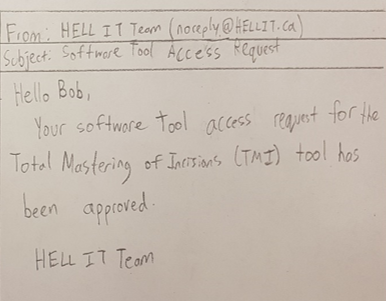 From: HELL IT Team (noreply@HELLIT.ca)
Subject: Software Tool Access Request
Hello Bob,
Your software tool access request for the
Total Mastering of Incisions (TMI) tool has
been approved.
HELL IT Team